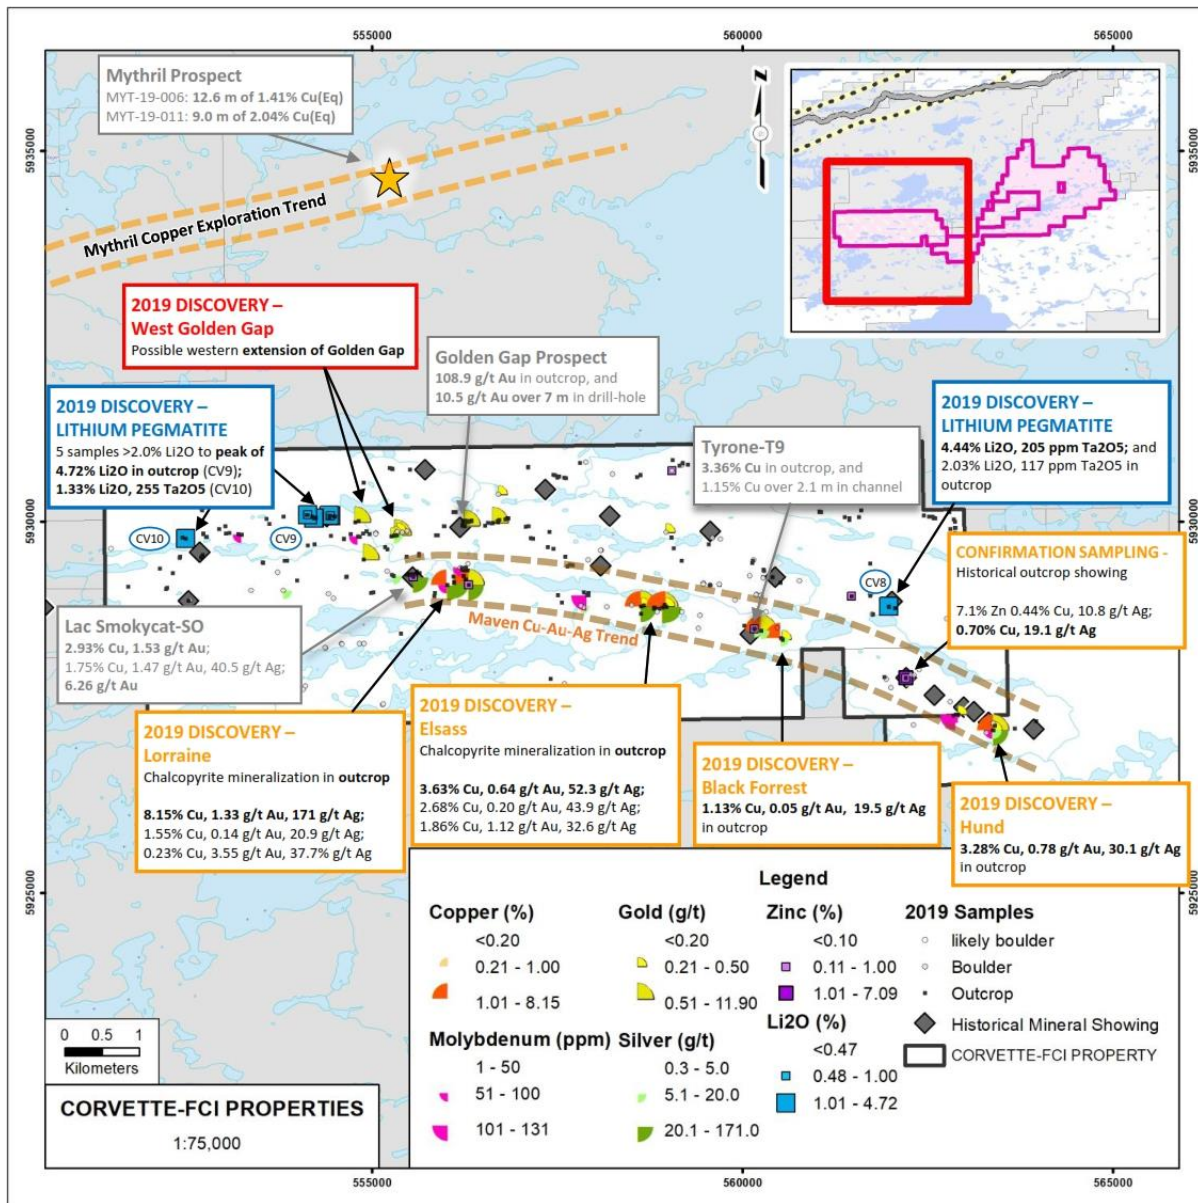 555000
560000
565000
5935000
5935000
Mythril Prospect
MYT-19-006: 12.6 m of 1.41% Cu(Eq)
MYT-19-011: 9.0 m of 2.04% Cu(Eq)
N
Mythril Copper Exploration Trend
2019 DISCOVERY –
West Golden Gap
Possible western extension of Golden Gap
Golden Gap Prospect
108.9 g/t Au in outcrop, and
10.5 g/t Au over 7 m in drill-hole
2019 DISCOVERY –
LITHIUM PEGMATITE
5 samples >2.0% Li2O to peak of
4.72% Li2O in outcrop (CV9);
1.33% Li2O, 255 Ta2O5 (CV10)
2019 DISCOVERY –
LITHIUM PEGMATITE
4.44% Li2O, 205 ppm Ta2O5; and
2.03% Li2O, 117 ppm Ta2O5 in
outcrop
Tyrone-T9
3.36% Cu in outcrop, and
1.15% Cu over 2.1 m in channel
5930000
5930000
CV10
CV9
CV8
CONFIRMATION SAMPLING -
Historical outcrop showing
7.1% Zn 0.44% Cu, 10.8 g/t Ag;
0.70% Cu, 19.1 g/t Ag
Lac Smokycat-SO
2.93% Cu, 1.53 g/t Au;
1.75% Cu, 1.47 g/t Au, 40.5 g/t Ag;
6.26 g/t Au
Maven Cu-Au-Ag Trend
2019 DISCOVERY –
Lorraine
Chalcopyrite mineralization in outcrop
8.15% Cu, 1.33 g/t Au, 171 g/t Ag;
1.55% Cu, 0.14 g/t Au, 20.9 g/t Ag;
0.23% Cu, 3.55 g/t Au, 37.7% g/t Ag
2019 DISCOVERY –
Elsass
Chalcopyrite mineralization in outcrop
3.63% Cu, 0.64 g/t Au, 52.3 g/t Ag;
2.68% Cu, 0.20 g/t Au, 43.9 g/t Ag;
1.86% Cu, 1.12 g/t Au, 32.6 g/t Ag
2019 DISCOVERY –
Black Forrest
1.13% Cu, 0.05 g/t Au, 19.5 g/t Ag
in outcrop
2019 DISCOVERY –
Hund
3.28% Cu, 0.78 g/t Au, 30.1 g/t Ag
in outcrop
5925000
5925000
Legend
Copper (%)
<0.20
0.21 - 1.00
1.01 - 8.15
Gold (g/t)
<0.20
0.21 - 0.50
0.51 - 11.90
Zinc (%)
<0.10
0.11 - 1.00
1.01 - 7.09
2019 Samples
likely boulder
Boulder
Outcrop
Historical Mineral Showing
CORVETTE-FCI PROPERTY
Molybdenum (ppm)
1 - 50
51 - 100
101 - 131
Silver (g/t)
0.3 - 5.0
5.1 - 20.0
20.1 - 171.0
Li2O (%)
<0.47
0.48 - 1.00
1.01 - 4.72
0 0.5 1
Kilometers
CORVETTE-FCI PROPERTIES
1:75,000
555000
560000
565000